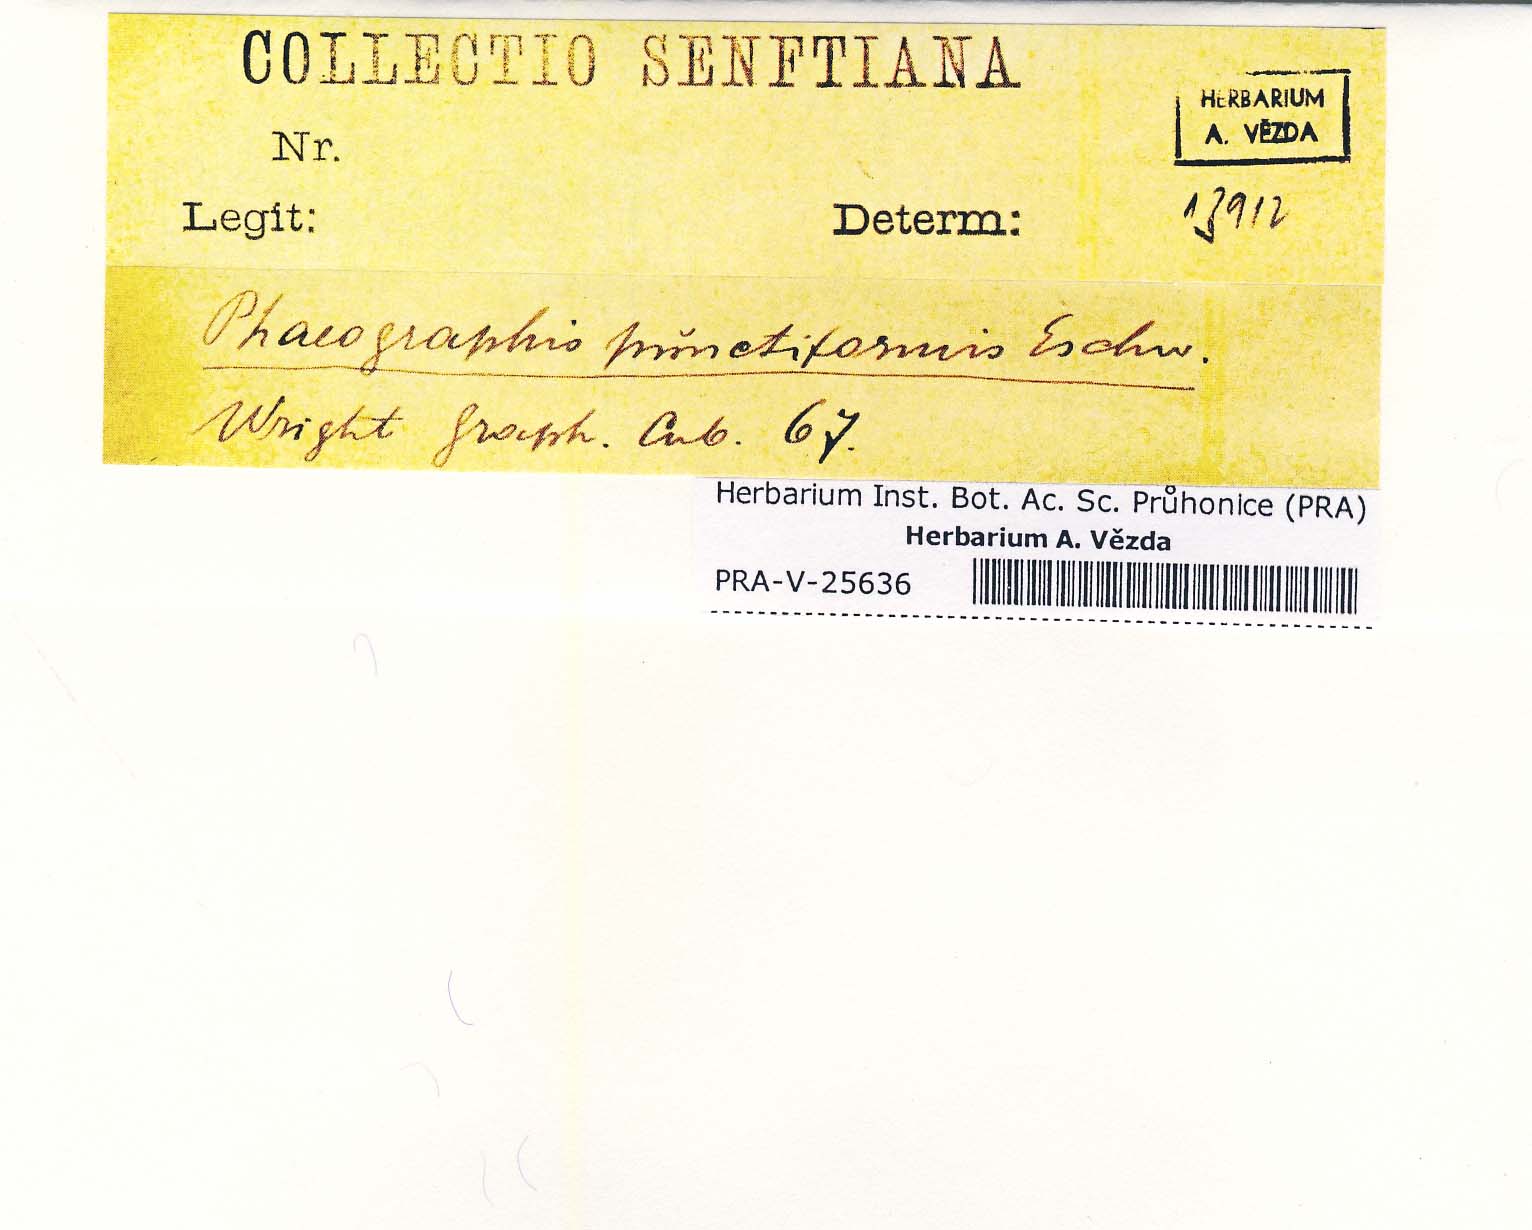 COLLECTIO SENFTIANA
HERBARIUM
A. VĚZDA
Nr.
Legit:
Determ:
13912
Phaeographis pŭnctiformis Eschw.
Wright Graph. Cub. 67.
Herbarium Inst. Bot. Ac. Sc. Průhonice (PRA)
Herbarium A. Vězda
PRA-V-25636